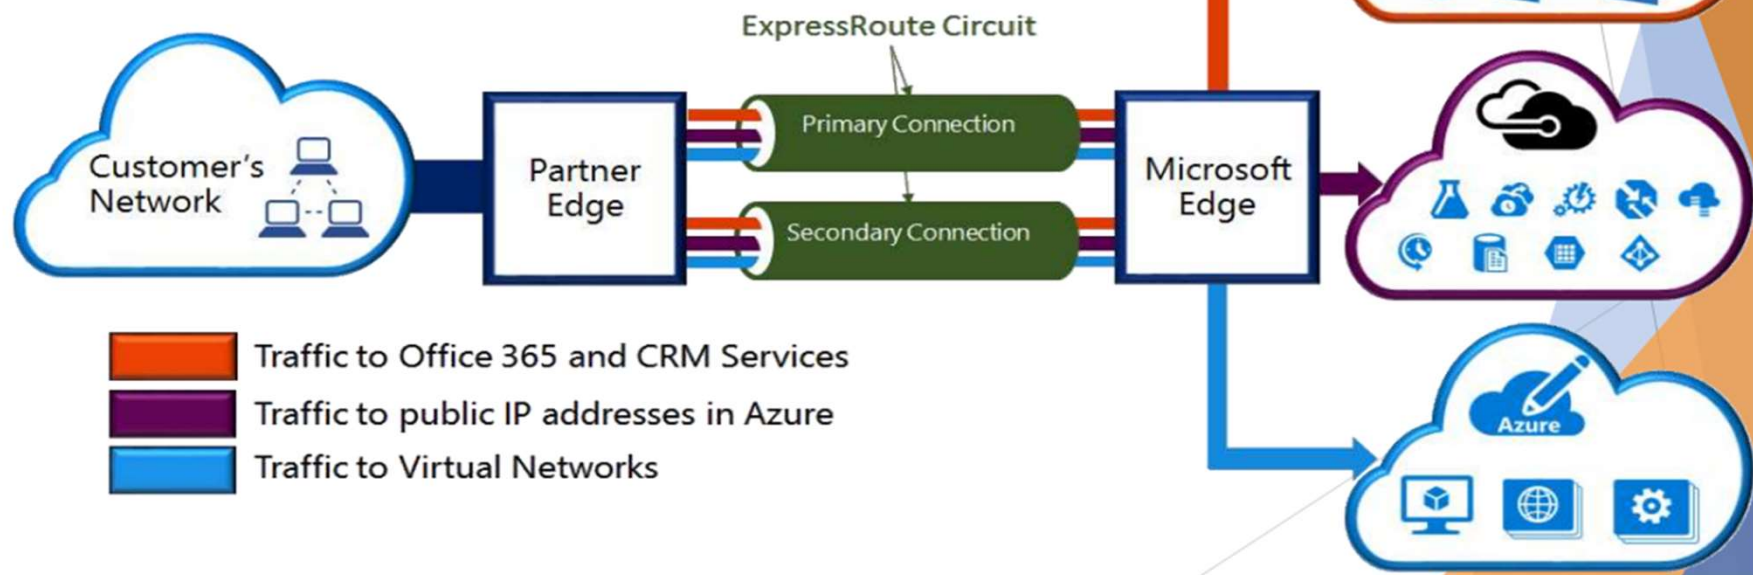 ExpressRoute Circuit
Customer's
Network
Partner
Edge
Primary Connection
Secondary Connection
Microsoft
Edge
Traffic to Office 365 and CRM Services
Traffic to public IP addresses in Azure
Traffic to Virtual Networks
Azure